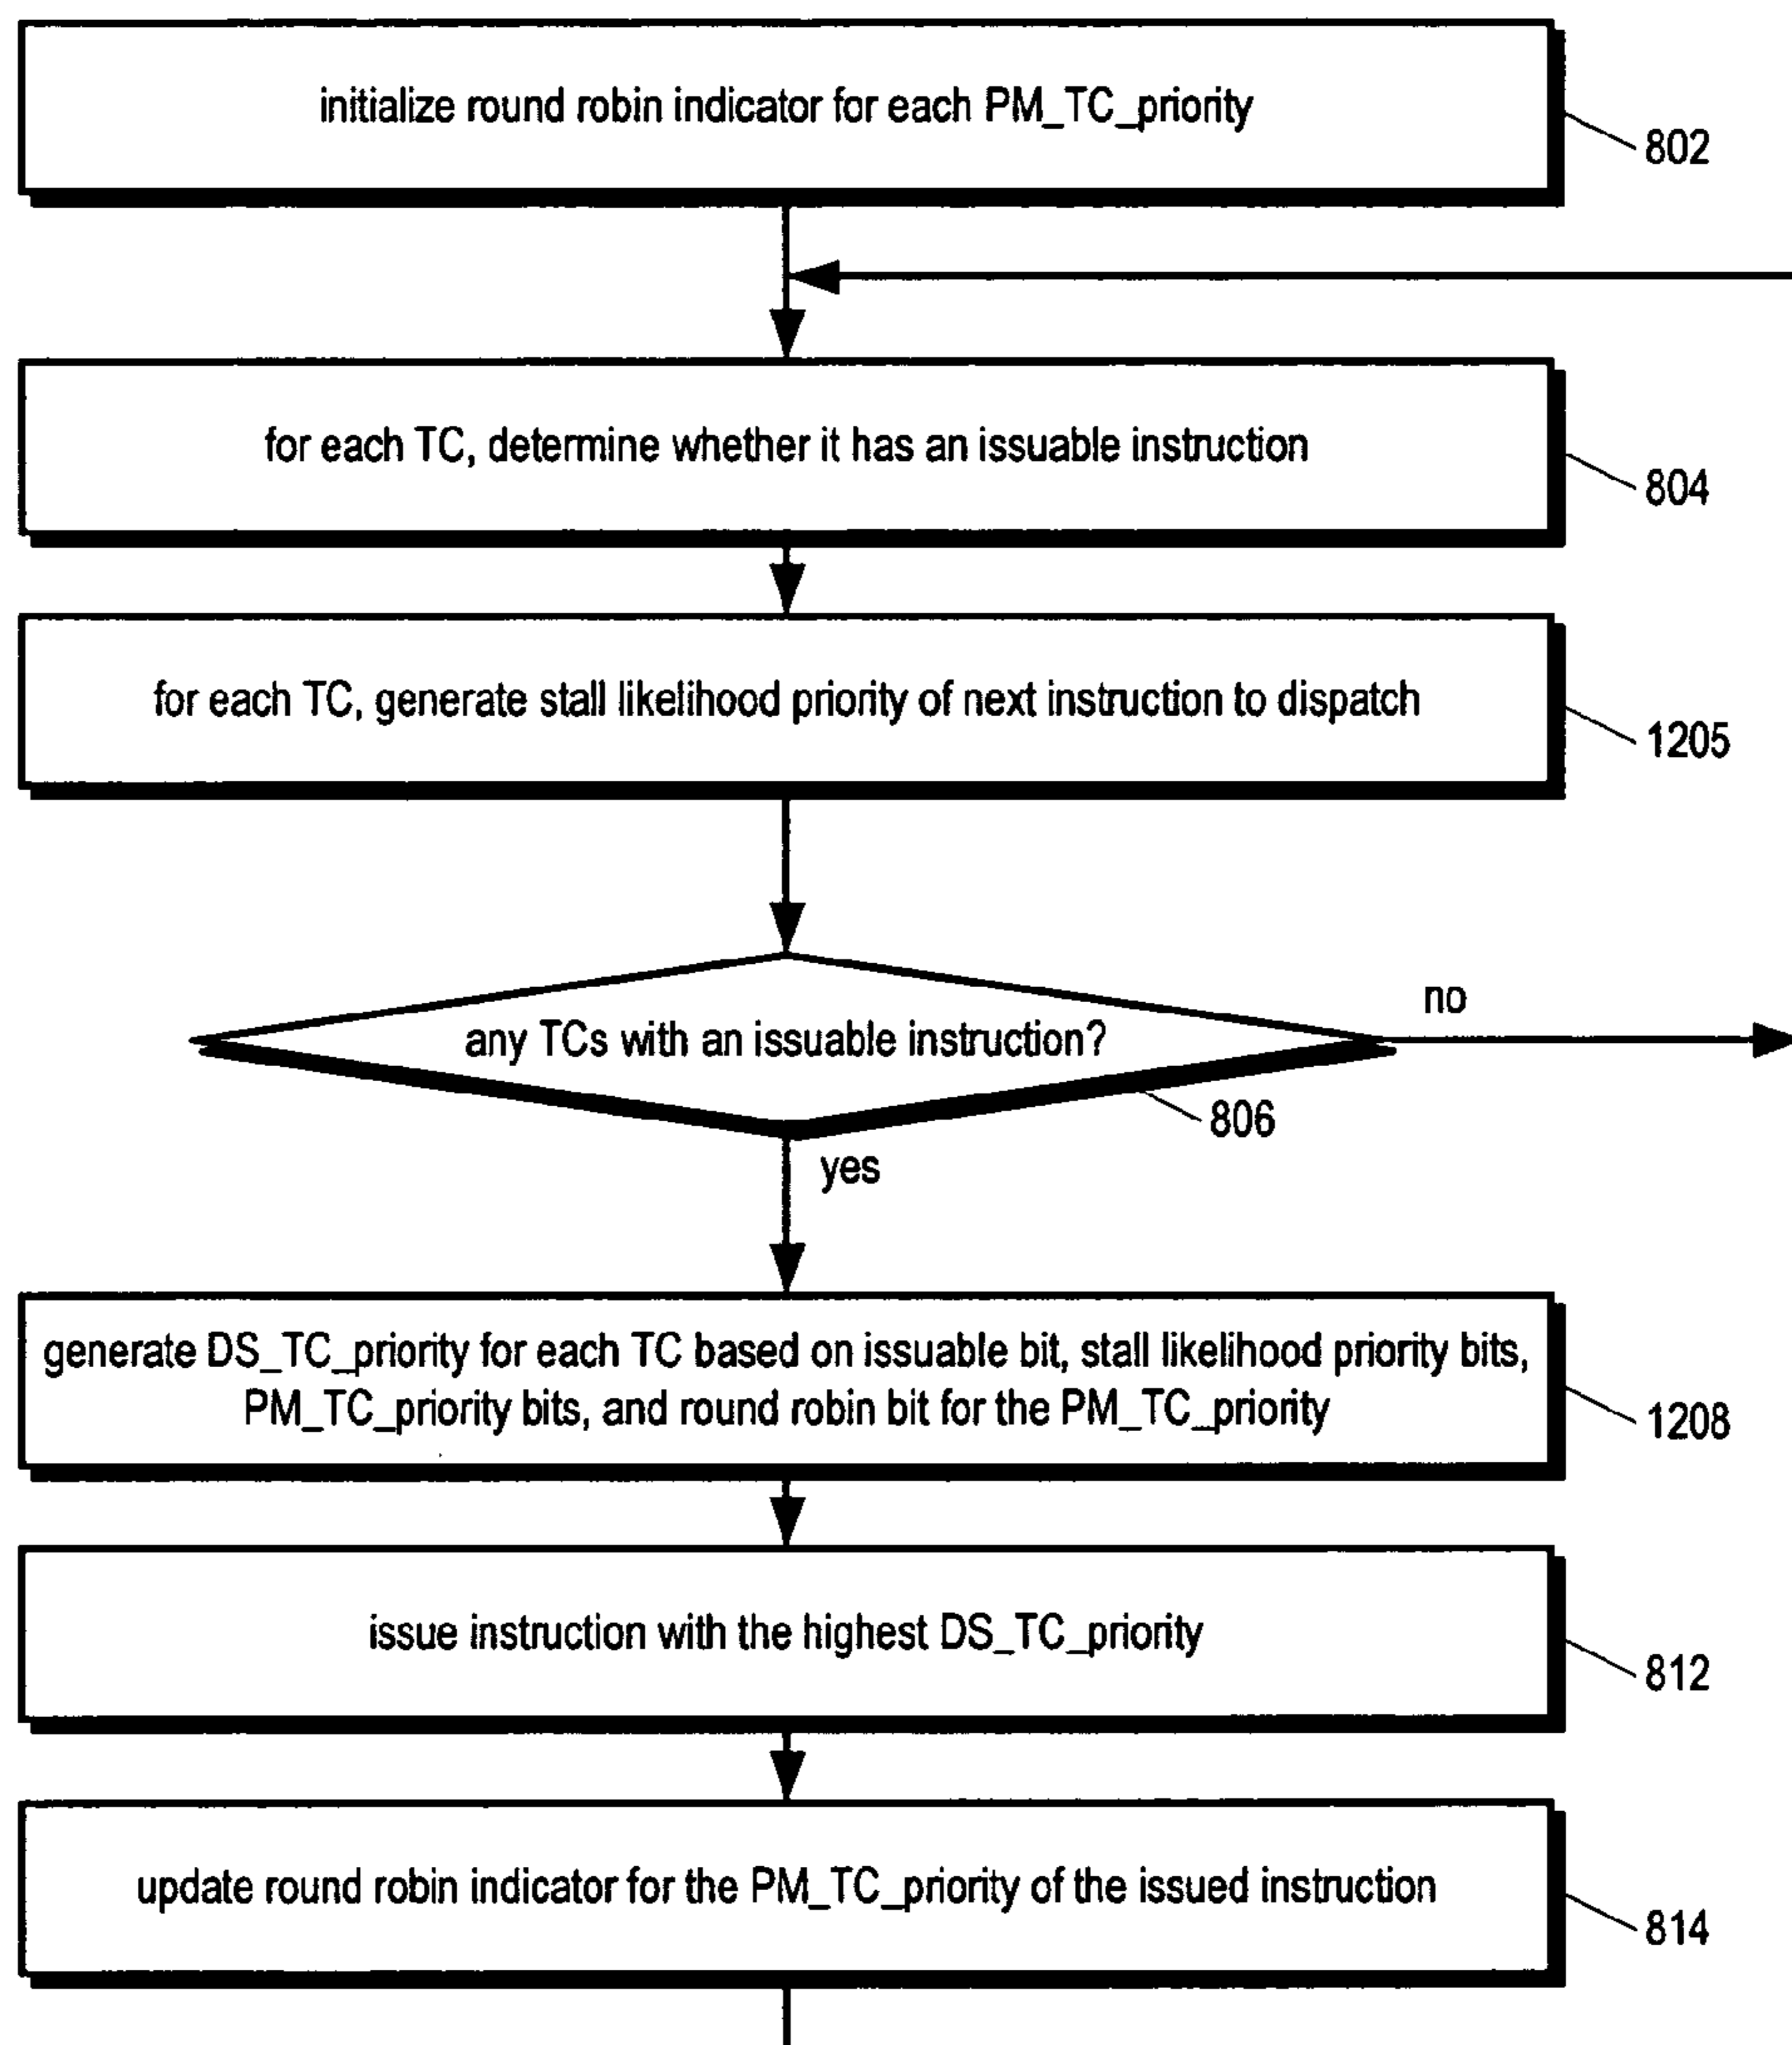 initialize round robin indicator for each PM_TC_priority
802
for each TC, determine whether it has an issuable instruction
804
for each TC, generate stall likelihood priority of next instruction to dispatch
1205
any TCs with an issuable instruction?
no
806
yes
generate DS_TC_priority for each TC based on issuable bit, stall likelihood priority bits,
PM_TC_priority bits, and round robin bit for the PM_TC_priority
1208
issue instruction with the highest DS_TC_priority
812
update round robin indicator for the PM_TC_priority of the issued instruction
814